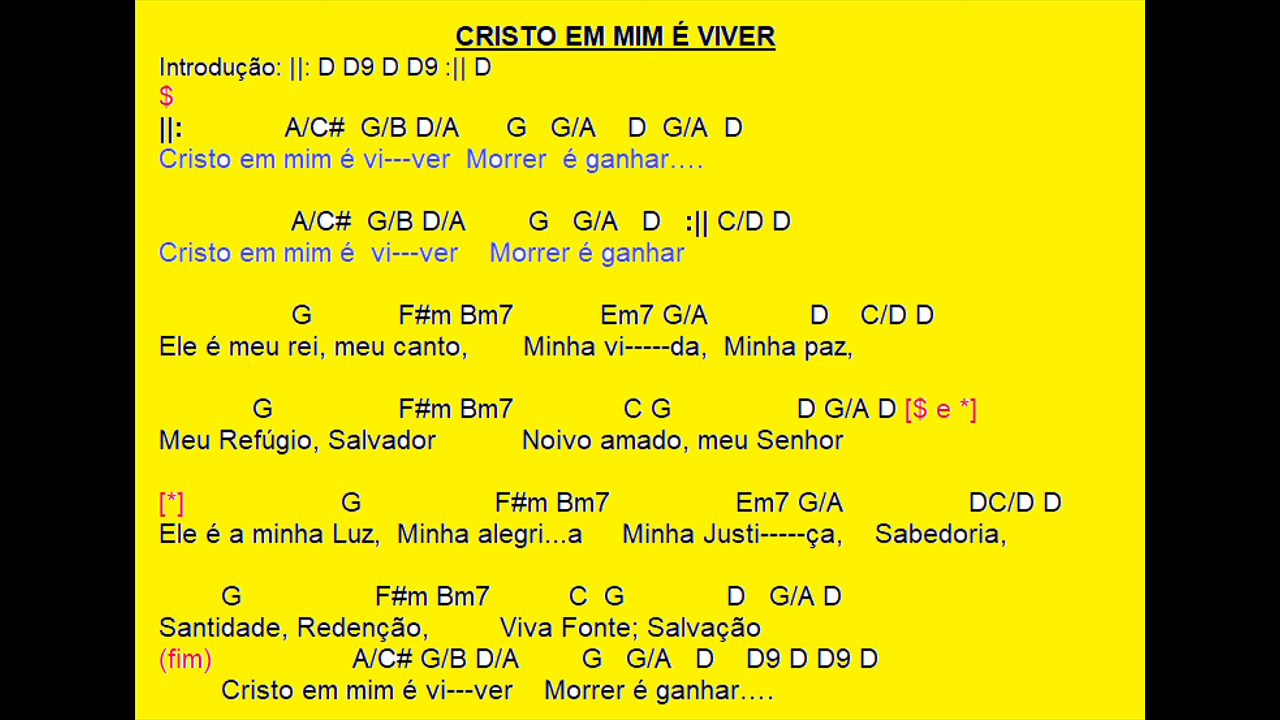 CRISTO EM MIM É VIVER
Introdução: ||: D D9 D D9 :|| D
$
||: A/C# G/B D/A G G/A D G/A D
Cristo em mim é vi---ver Morrer é ganhar….
A/C# G/B D/A G G/A D :|| C/D D
Cristo em mim é vi---ver Morrer é ganhar
G F#m Bm7 Em7 G/A D C/D D
Ele é meu rei, meu canto, Minha vi-----da, Minha paz,
G F#m Bm7 C G D G/A D [$ e *]
Meu Refúgio, Salvador Noivo amado, meu Senhor
[*] G F#m Bm7 Em7 G/A DC/D D
Ele é a minha Luz, Minha alegri...a Minha Justi-----ça, Sabedoria,
G F#m Bm7 C G D G/A D
Santidade, Redenção, Viva Fonte; Salvação
(fim) A/C# G/B D/A G G/A D D9 D D9 D
Cristo em mim é vi---ver Morrer é ganhar….